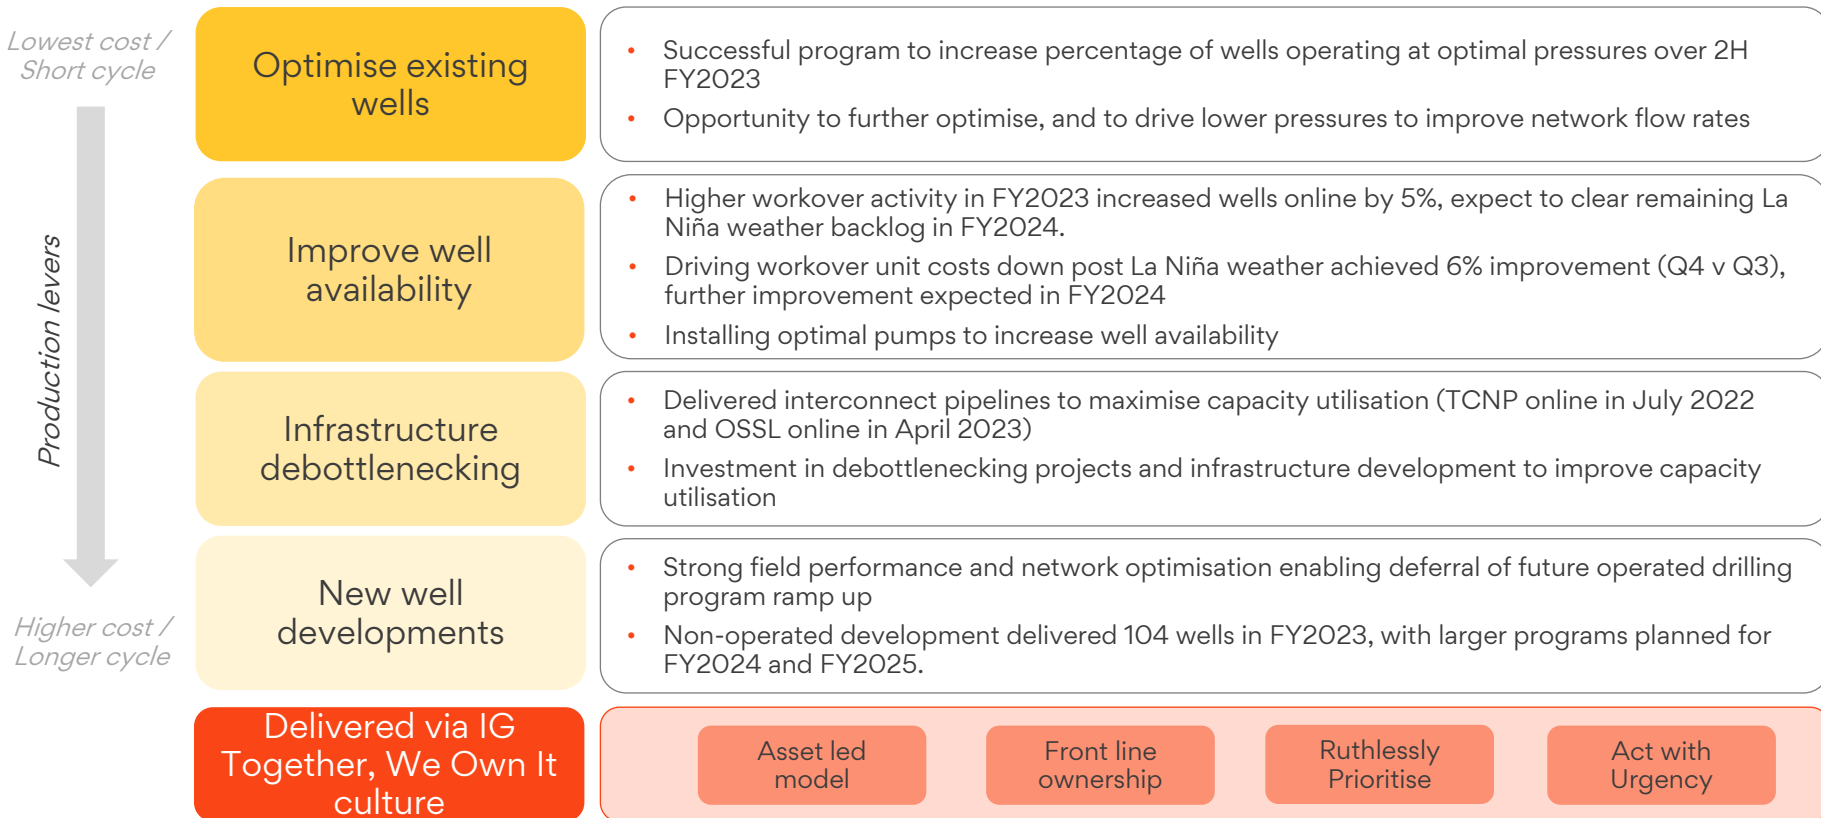 Lowest cost /
Short cycle
Production levers
Higher cost /
Longer cycle
Optimise existing
wells
• Successful program to increase percentage of wells operating at optimal pressures over 2H
FY2023
• Opportunity to further optimise, and to drive lower pressures to improve network flow rates
Improve well
availability
• Higher workover activity in FY2023 increased wells online by 5%, expect to clear remaining La
Niña weather backlog in FY2024.
• Driving workover unit costs down post La Niña weather achieved 6% improvement (Q4 v Q3),
further improvement expected in FY2024
• Installing optimal pumps to increase well availability
Infrastructure
debottlenecking
• Delivered interconnect pipelines to maximise capacity utilisation (TCNP online in July 2022
and OSSL online in April 2023)
• Investment in debottlenecking projects and infrastructure development to improve capacity
utilisation
New well
developments
• Strong field performance and network optimisation enabling deferral of future operated drilling
program ramp up
• Non-operated development delivered 104 wells in FY2023, with larger programs planned for
FY2024 and FY2025.
Delivered via IG
Together, We Own It
culture
Asset led
model
Front line
ownership
Ruthlessly
Prioritise
Act with
Urgency